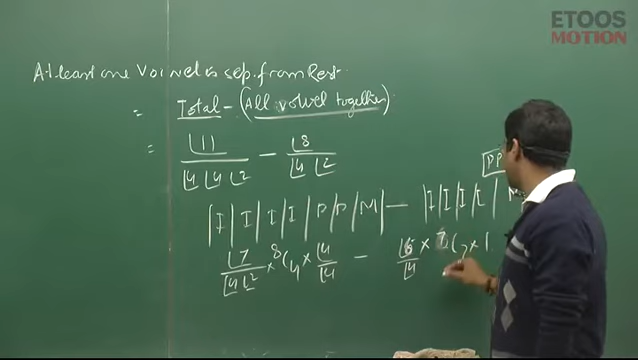 ETOOS
MOTION
At least one Vowel is sep. from Rest.
= Total - (All vowel together)
= ⌊11 / ⌊4 ⌊4 ⌊2 - ⌊8 / ⌊4 ⌊2
|I|I|I|I|P|P|M| - |I|I|I|I| PP M
⌊7 / ⌊4 ⌊2 × ⁸C₄ × ⌊4 / ⌊4 - ⌊6 / ⌊4 × ⁷C × 1